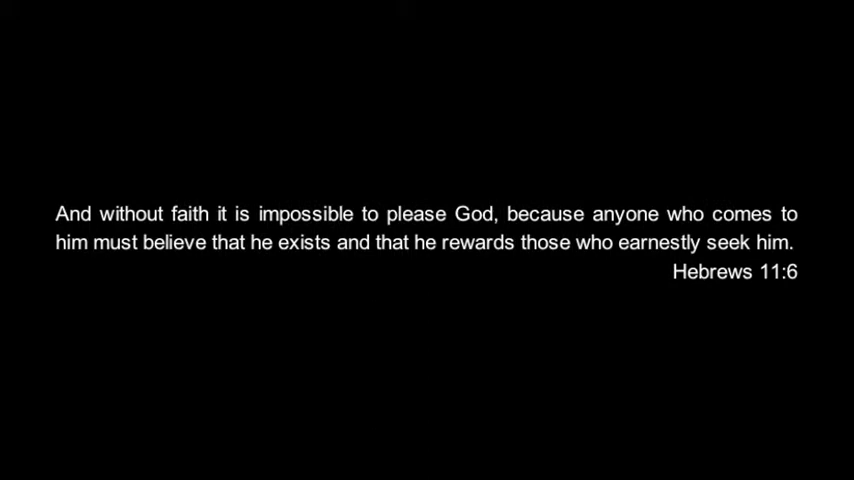 And without faith it is impossible to please God, because anyone who comes to
him must believe that he exists and that he rewards those who earnestly seek him.
Hebrews 11:6